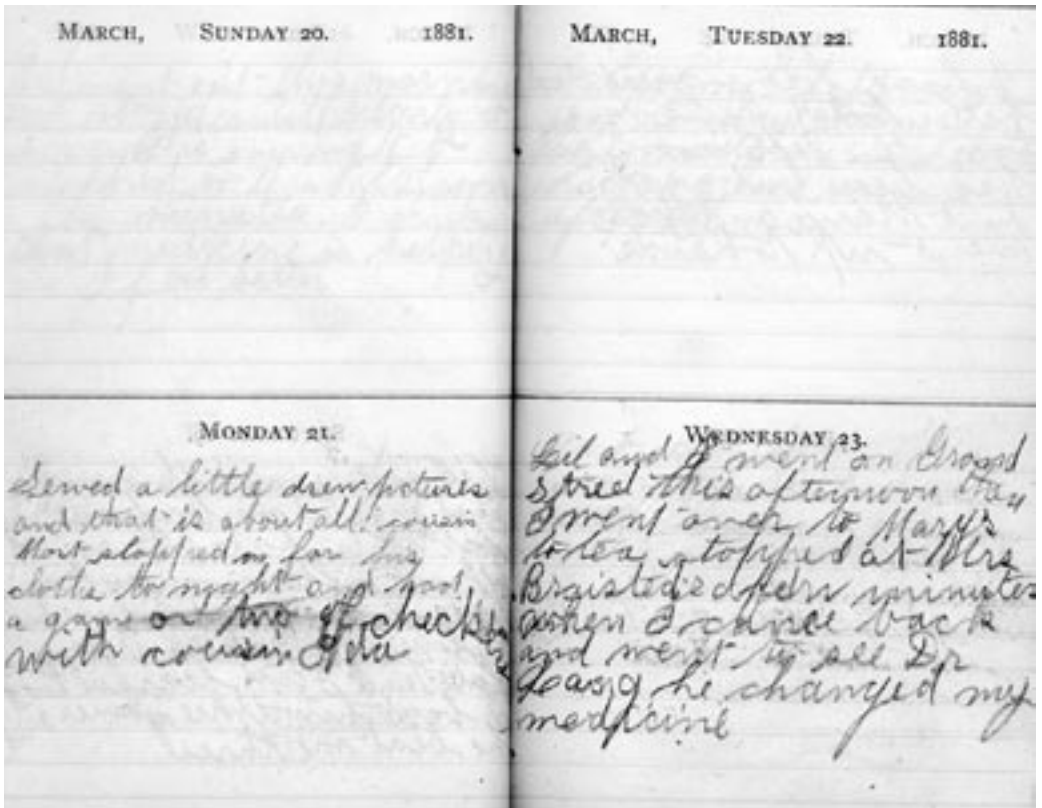 MARCH, SUNDAY 20. 1881.
MONDAY 21.
Sewed a little drew pictures
and that is about all. cousin
Mort stopped in for his
clothes to night and had
a game or two of checkers
with cousin Ida
MARCH, TUESDAY 22. 1881.
WEDNESDAY 23.
Lil and I went on Grand
street this afternoon
I went over to Mary's
to tea stopped at Mrs
Braisted's a few minutes
when I came back
and went to see Dr
he changed my
medicine